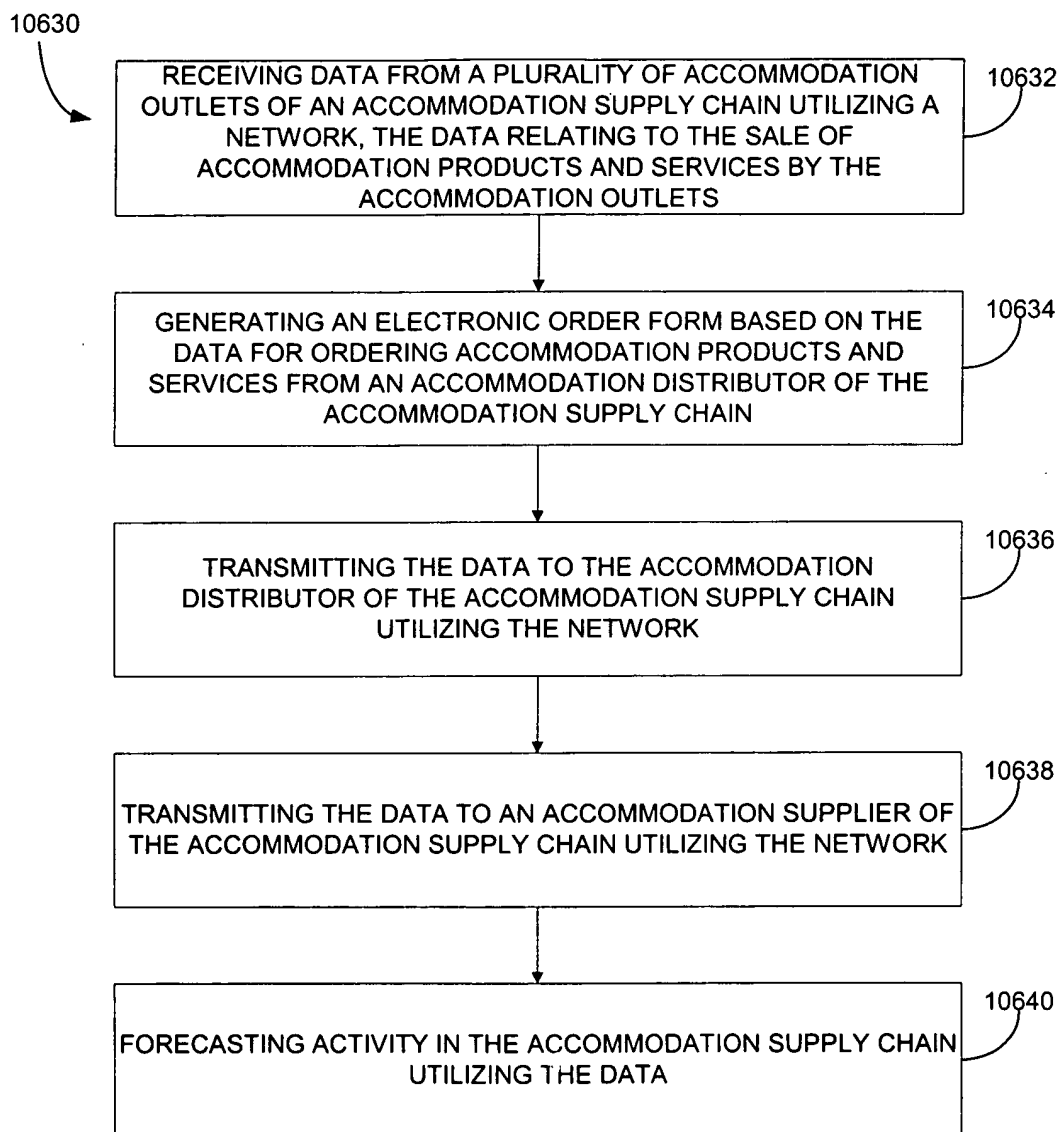 10630
RECEIVING DATA FROM A PLURALITY OF ACCOMMODATION
OUTLETS OF AN ACCOMMODATION SUPPLY CHAIN UTILIZING A
NETWORK, THE DATA RELATING TO THE SALE OF
ACCOMMODATION PRODUCTS AND SERVICES BY THE
ACCOMMODATION OUTLETS
10632
GENERATING AN ELECTRONIC ORDER FORM BASED ON THE
DATA FOR ORDERING ACCOMMODATION PRODUCTS AND
SERVICES FROM AN ACCOMMODATION DISTRIBUTOR OF THE
ACCOMMODATION SUPPLY CHAIN
10634
TRANSMITTING THE DATA TO THE ACCOMMODATION
DISTRIBUTOR OF THE ACCOMMODATION SUPPLY CHAIN
UTILIZING THE NETWORK
10636
TRANSMITTING THE DATA TO AN ACCOMMODATION SUPPLIER OF
THE ACCOMMODATION SUPPLY CHAIN UTILIZING THE NETWORK
10638
FORECASTING ACTIVITY IN THE ACCOMMODATION SUPPLY CHAIN
UTILIZING THE DATA
10640